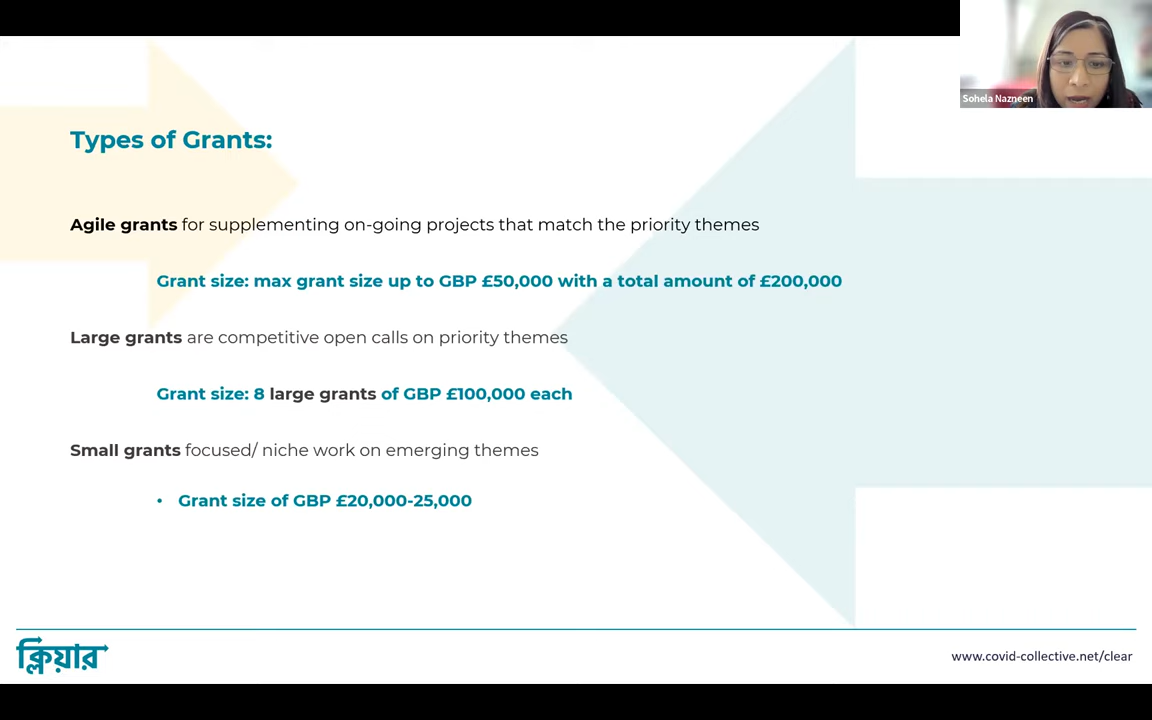 Sohela Nazneen
Types of Grants:
Agile grants for supplementing on-going projects that match the priority themes
Grant size: max grant size up to GBP £50,000 with a total amount of £200,000
Large grants are competitive open calls on priority themes
Grant size: 8 large grants of GBP £100,000 each
Small grants focused/ niche work on emerging themes
• Grant size of GBP £20,000-25,000
ক্লিয়ার
www.covid-collective.net/clear